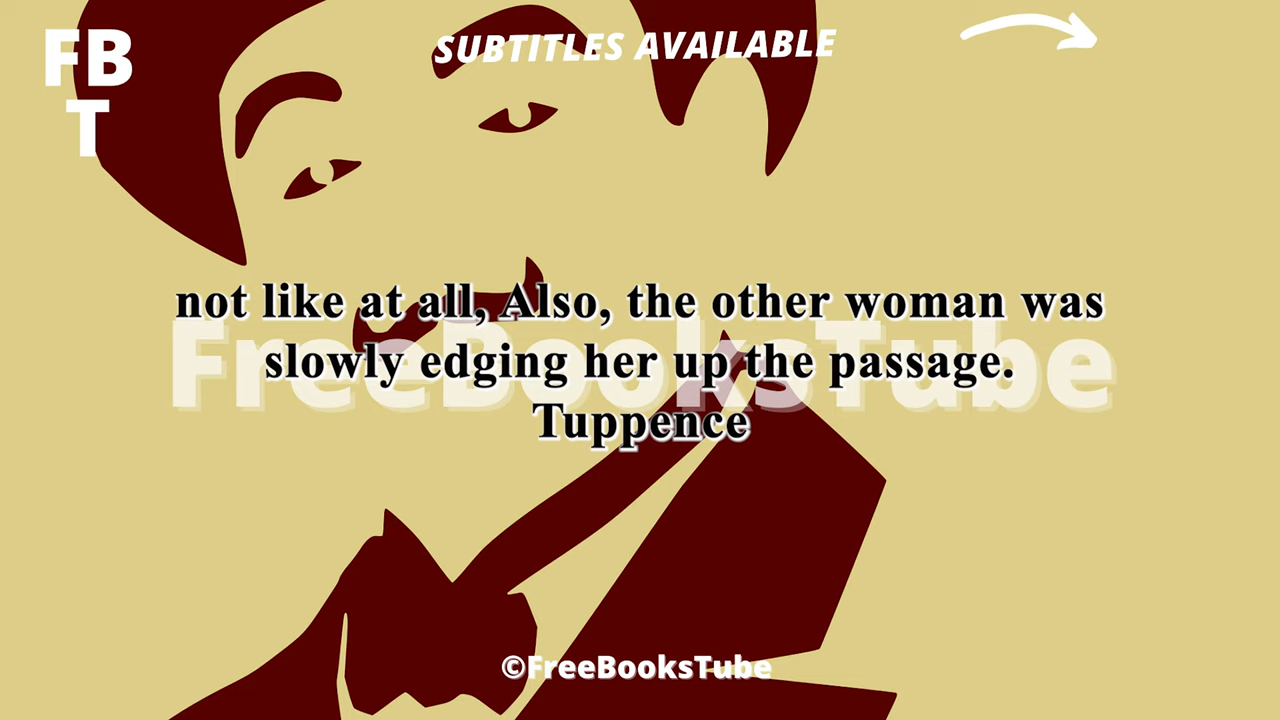 FB
T
SUBTITLES AVAILABLE
not like at all, Also, the other woman was
slowly edging her up the passage.
Tuppence
FreeBooksTube
©FreeBooksTube